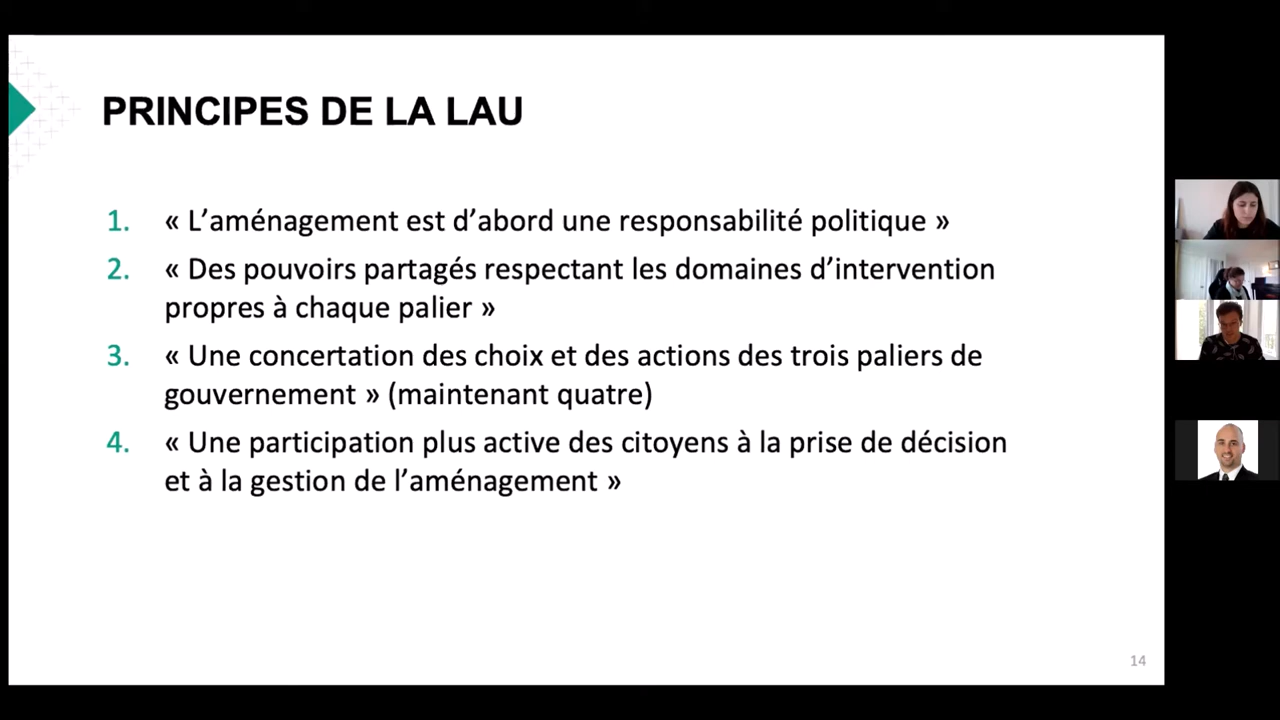 PRINCIPES DE LA LAU
1. « L’aménagement est d’abord une responsabilité politique »
2. « Des pouvoirs partagés respectant les domaines d’intervention
propres à chaque palier »
3. « Une concertation des choix et des actions des trois paliers de
gouvernement » (maintenant quatre)
4. « Une participation plus active des citoyens à la prise de décision
et à la gestion de l’aménagement »
14